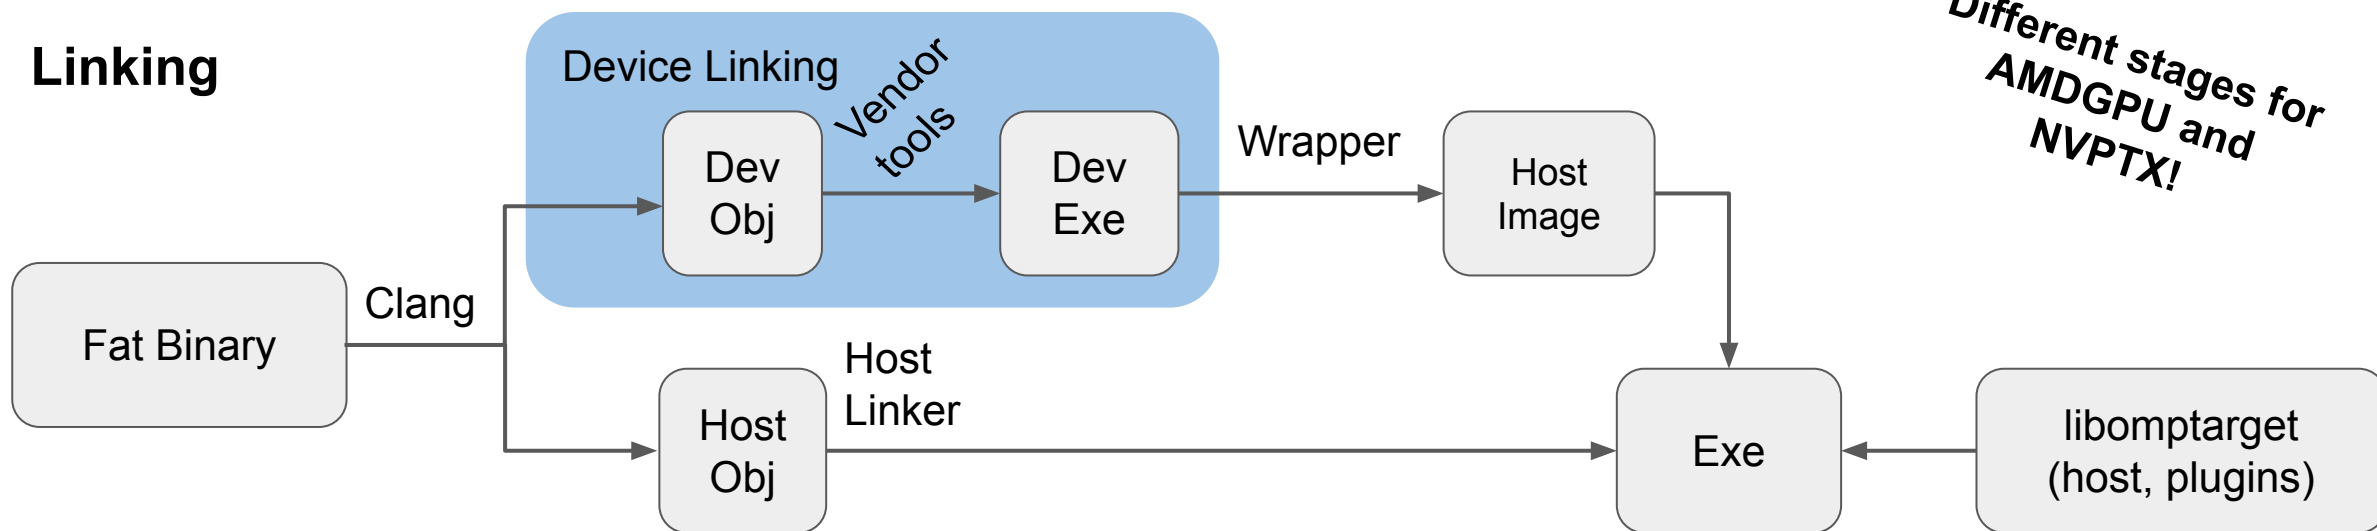 Linking
Device Linking
Vendor
tools
Different stages for
AMDGPU and
NVPTX!
Dev
Obj
Dev
Exe
Wrapper
Host
Image
Fat Binary
Clang
Host
Obj
Host
Linker
Exe
libomptarget
(host, plugins)